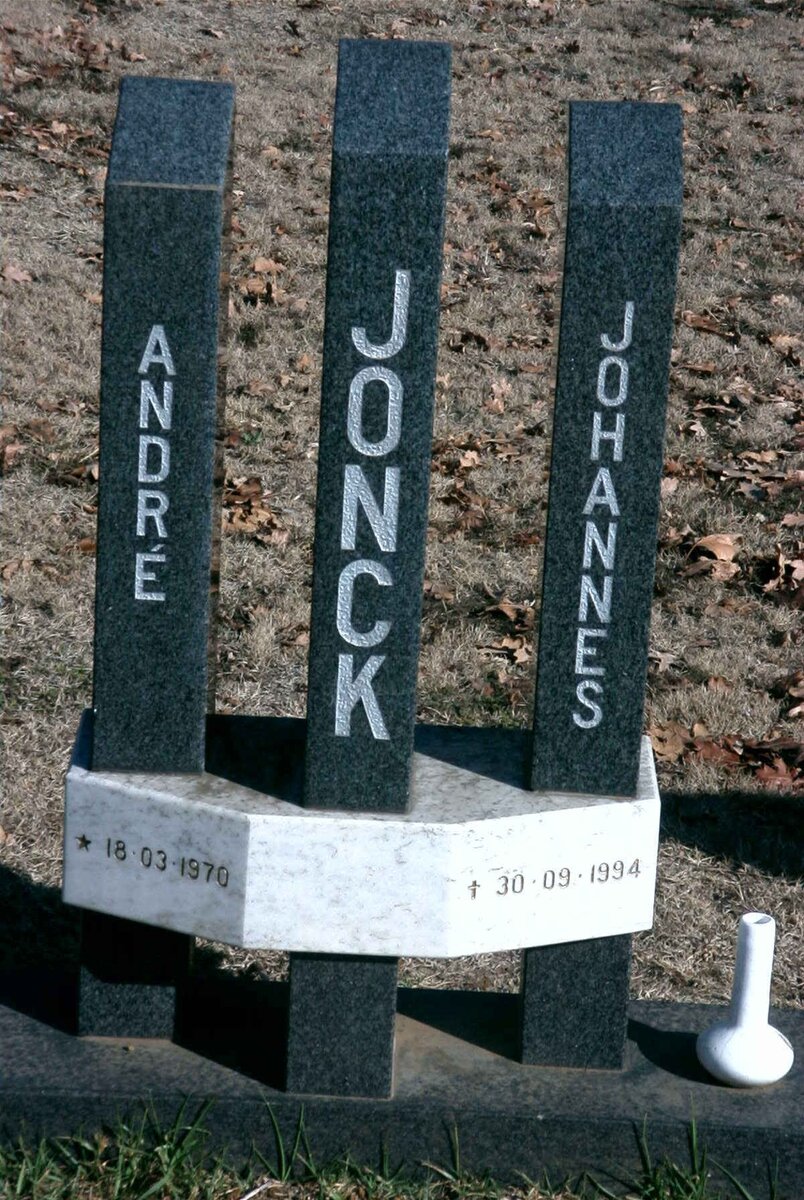 ANDRÉ
JONCK
JOHANNES
★ 18·03·1970
✝ 30·09·1994